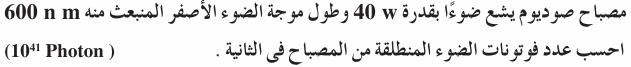 مصباح صوديوم يشع ضوءًا بقدرة 40 w وطول موجة الضوء الأصفر المنبعث منه 600 n m
احسب عدد فوتونات الضوء المنطلقة من المصباح فى الثانية . (10⁴¹ Photon )